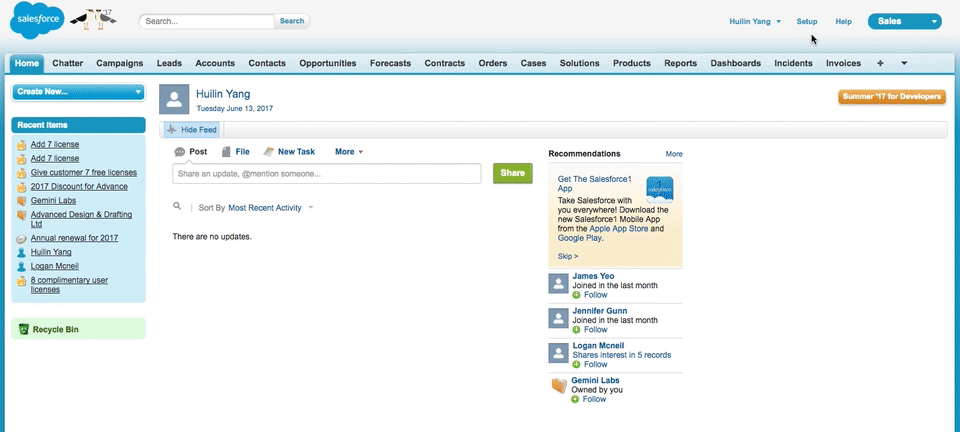 salesforce
'17
Search...
Search
Huilin Yang
Setup
Help
Sales
Home Chatter Campaigns Leads Accounts Contacts Opportunities Forecasts Contracts Orders Cases Solutions Products Reports Dashboards Incidents Invoices +
Create New...
Recent Items
Add 7 license
Add 7 license
Give customer 7 free licenses
2017 Discount for Advance
Gemini Labs
Advanced Design & Drafting
Ltd
Annual renewal for 2017
Huilin Yang
Logan Mcneil
8 complimentary user
licenses
Recycle Bin
Huilin Yang
Tuesday June 13, 2017
Summer '17 for Developers
Hide Feed
Post File New Task More
Share an update, @mention someone...
Share
Sort By Most Recent Activity
There are no updates.
Recommendations More
Get The Salesforce1
App
salesforce
Take Salesforce with
you everywhere! Download the
new Salesforce1 Mobile App
from the Apple App Store and
Google Play.
Skip >
James Yeo
Joined in the last month
Follow
Jennifer Gunn
Joined in the last month
Follow
Logan Mcneil
Shares interest in 5 records
Follow
Gemini Labs
Owned by you
Follow